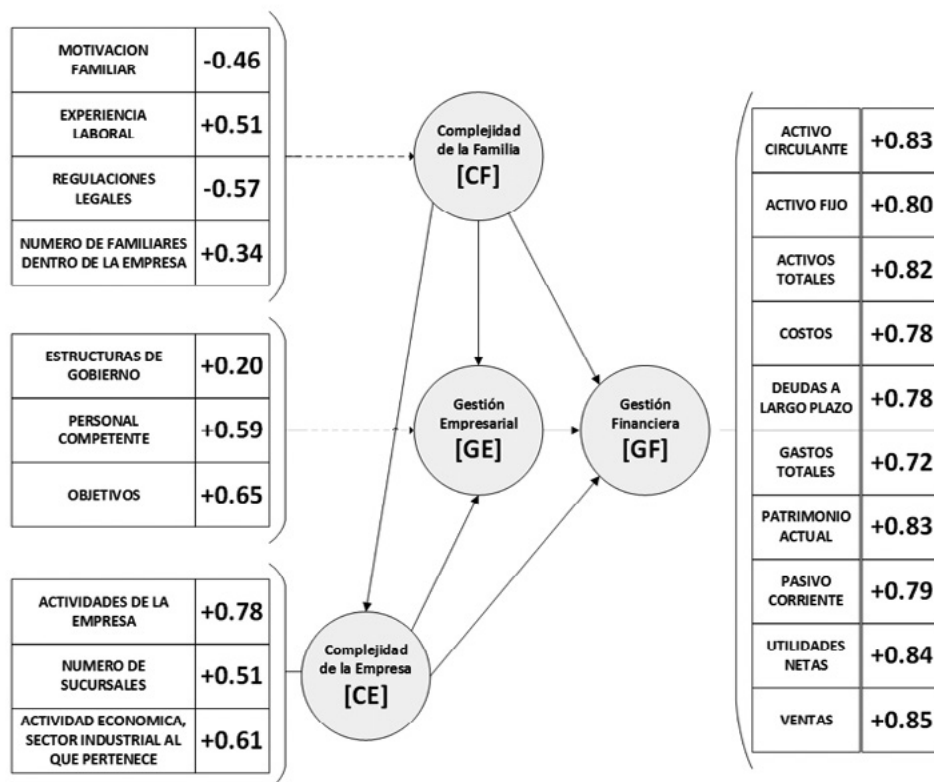 MOTIVACION
FAMILIAR
-0.46
EXPERIENCIA
LABORAL
+0.51
REGULACIONES
LEGALES
-0.57
NUMERO DE FAMILIARES
DENTRO DE LA EMPRESA
+0.34
ESTRUCTURAS DE
GOBIERNO
+0.20
PERSONAL
COMPETENTE
+0.59
OBJETIVOS
+0.65
ACTIVIDADES DE LA
EMPRESA
+0.78
NUMERO DE
SUCURSALES
+0.51
ACTIVIDAD ECONOMICA,
SECTOR INDUSTRIAL AL
QUE PERTENECE
+0.61
Complejidad
de la Familia
[CF]
Gestión
Empresarial
[GE]
Gestión
Financiera
[GF]
Complejidad
de la Empresa
[CE]
ACTIVO
CIRCULANTE
+0.83
ACTIVO FIJO
+0.80
ACTIVOS
TOTALES
+0.82
COSTOS
+0.78
DEUDAS A
LARGO PLAZO
+0.78
GASTOS
TOTALES
+0.72
PATRIMONIO
ACTUAL
+0.83
PASIVO
CORRIENTE
+0.79
UTILIDADES
NETAS
+0.84
VENTAS
+0.85